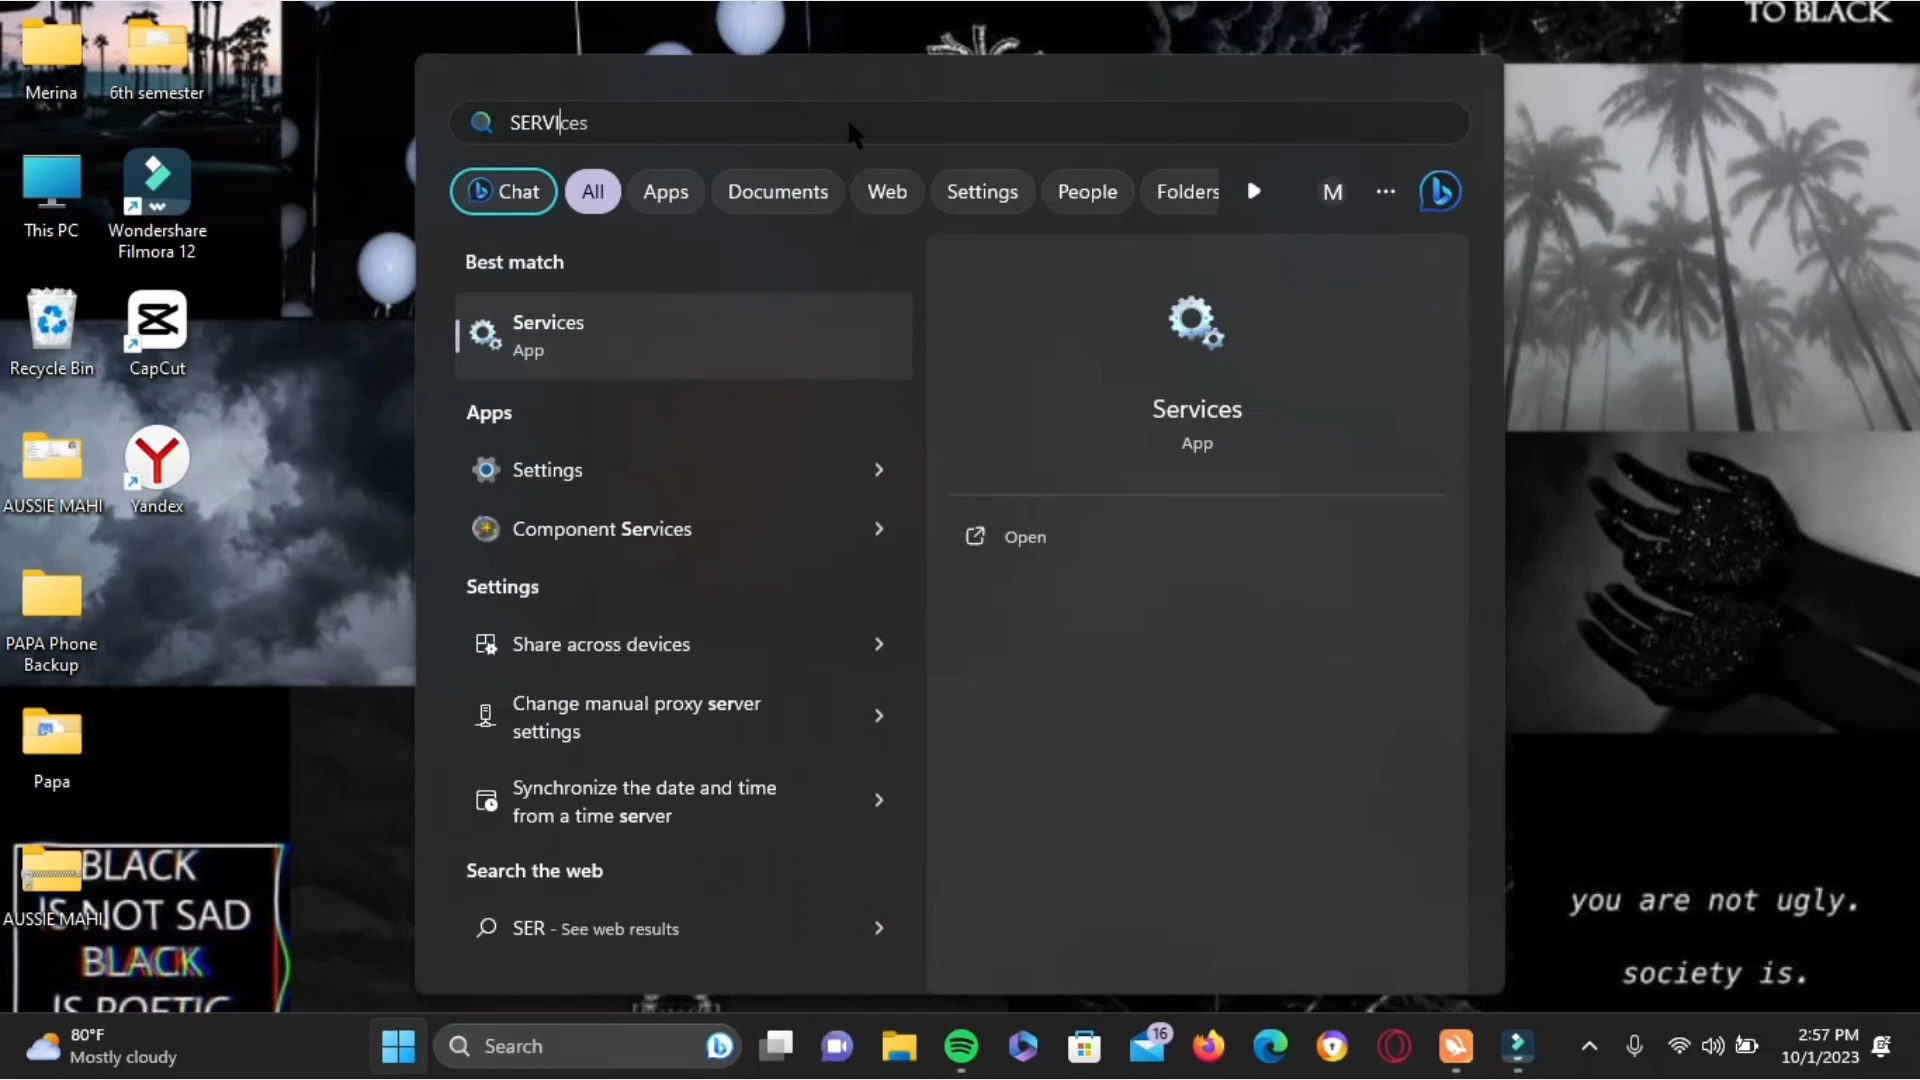 TO BLACK
Merina
6th semester
This PC
Wondershare
Filmora 12
Recycle Bin
CapCut
AUSSIE MAHI
Yandex
PAPA Phone
Backup
Papa
AUSSIE MAHI
BLACK
IS NOT SAD
BLACK
IS POETIC
SERVIces
Chat
All
Apps
Documents
Web
Settings
People
Folders
M
Best match
Services
App
Apps
Settings
Component Services
Settings
Share across devices
Change manual proxy server
settings
Synchronize the date and time
from a time server
Search the web
SER - See web results
Services
App
Open
you are not ugly.
society is.
80°F
Mostly cloudy
Search
16
2:57 PM
10/1/2023